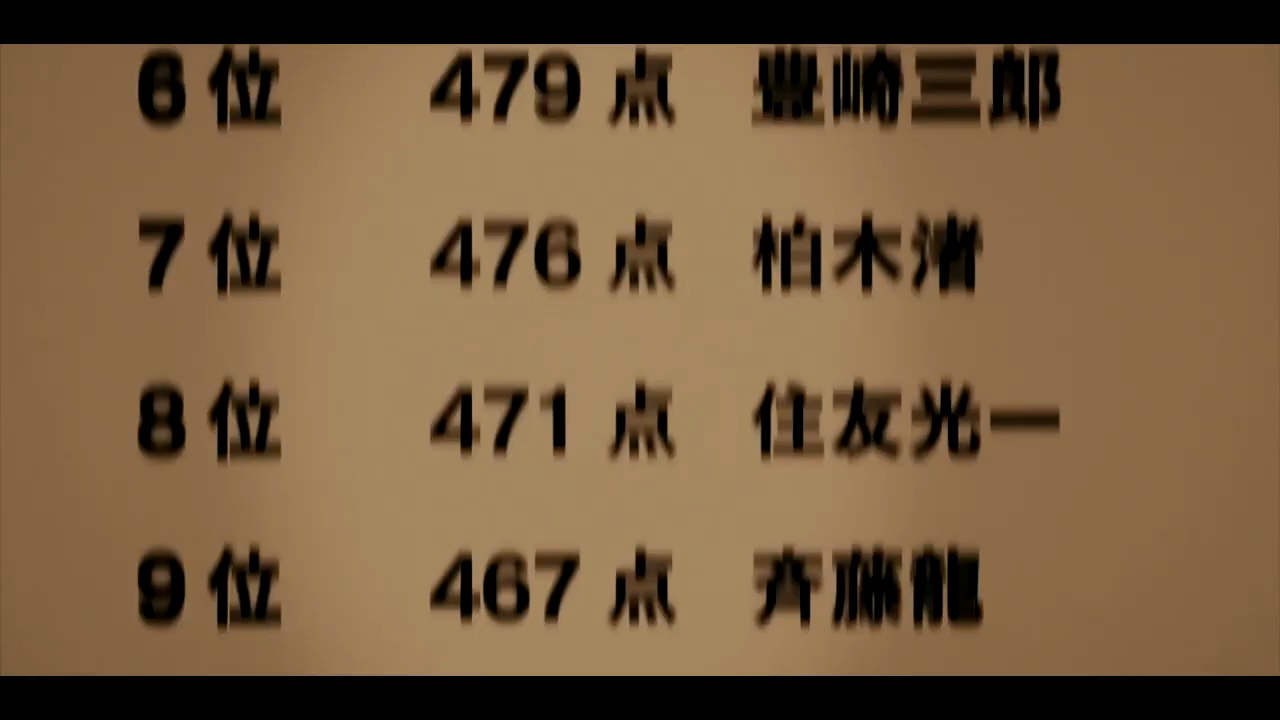 6位 479点 豊崎三郎
7位 476点 柏木渚
8位 471点 住友光一
9位 467点 斉藤龍